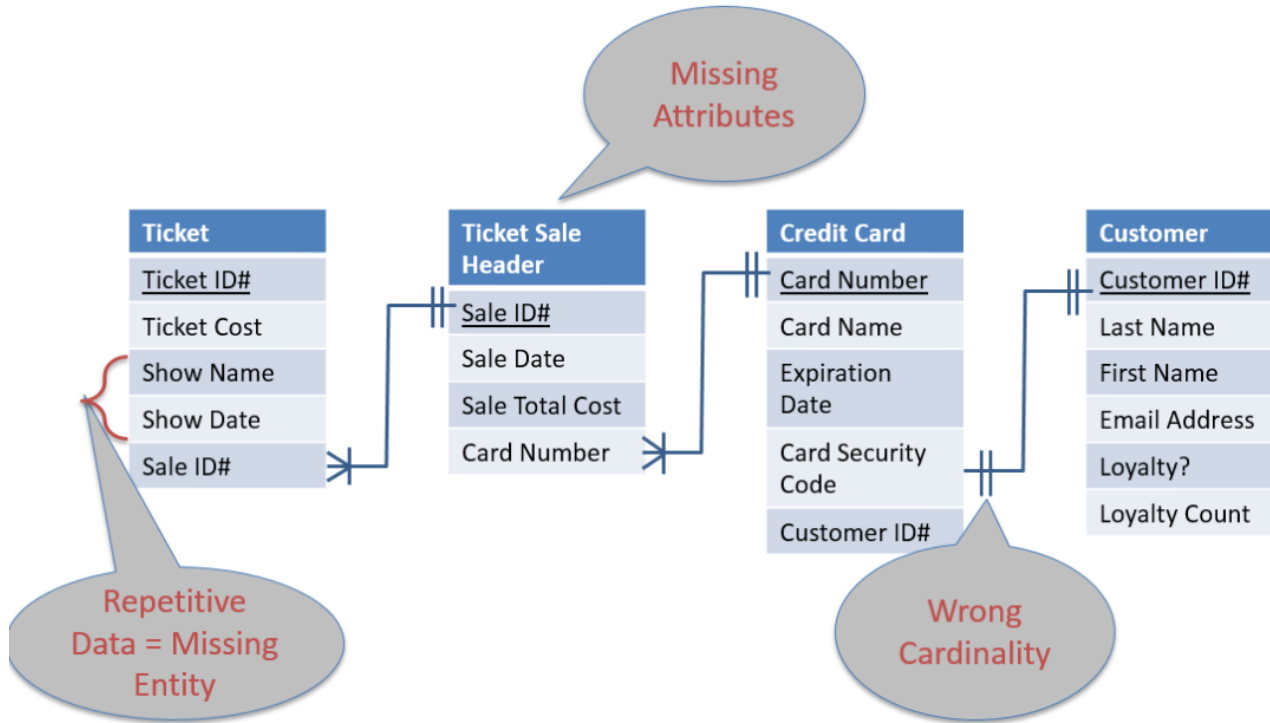 Missing
Attributes
Ticket
Ticket ID#
Ticket Cost
Show Name
Show Date
Sale ID#
Ticket Sale
Header
Sale ID#
Sale Date
Sale Total Cost
Card Number
Credit Card
Card Number
Card Name
Expiration
Date
Card Security
Code
Customer ID#
Customer
Customer ID#
Last Name
First Name
Email Address
Loyalty?
Loyalty Count
Repetitive
Data = Missing
Entity
Wrong
Cardinality